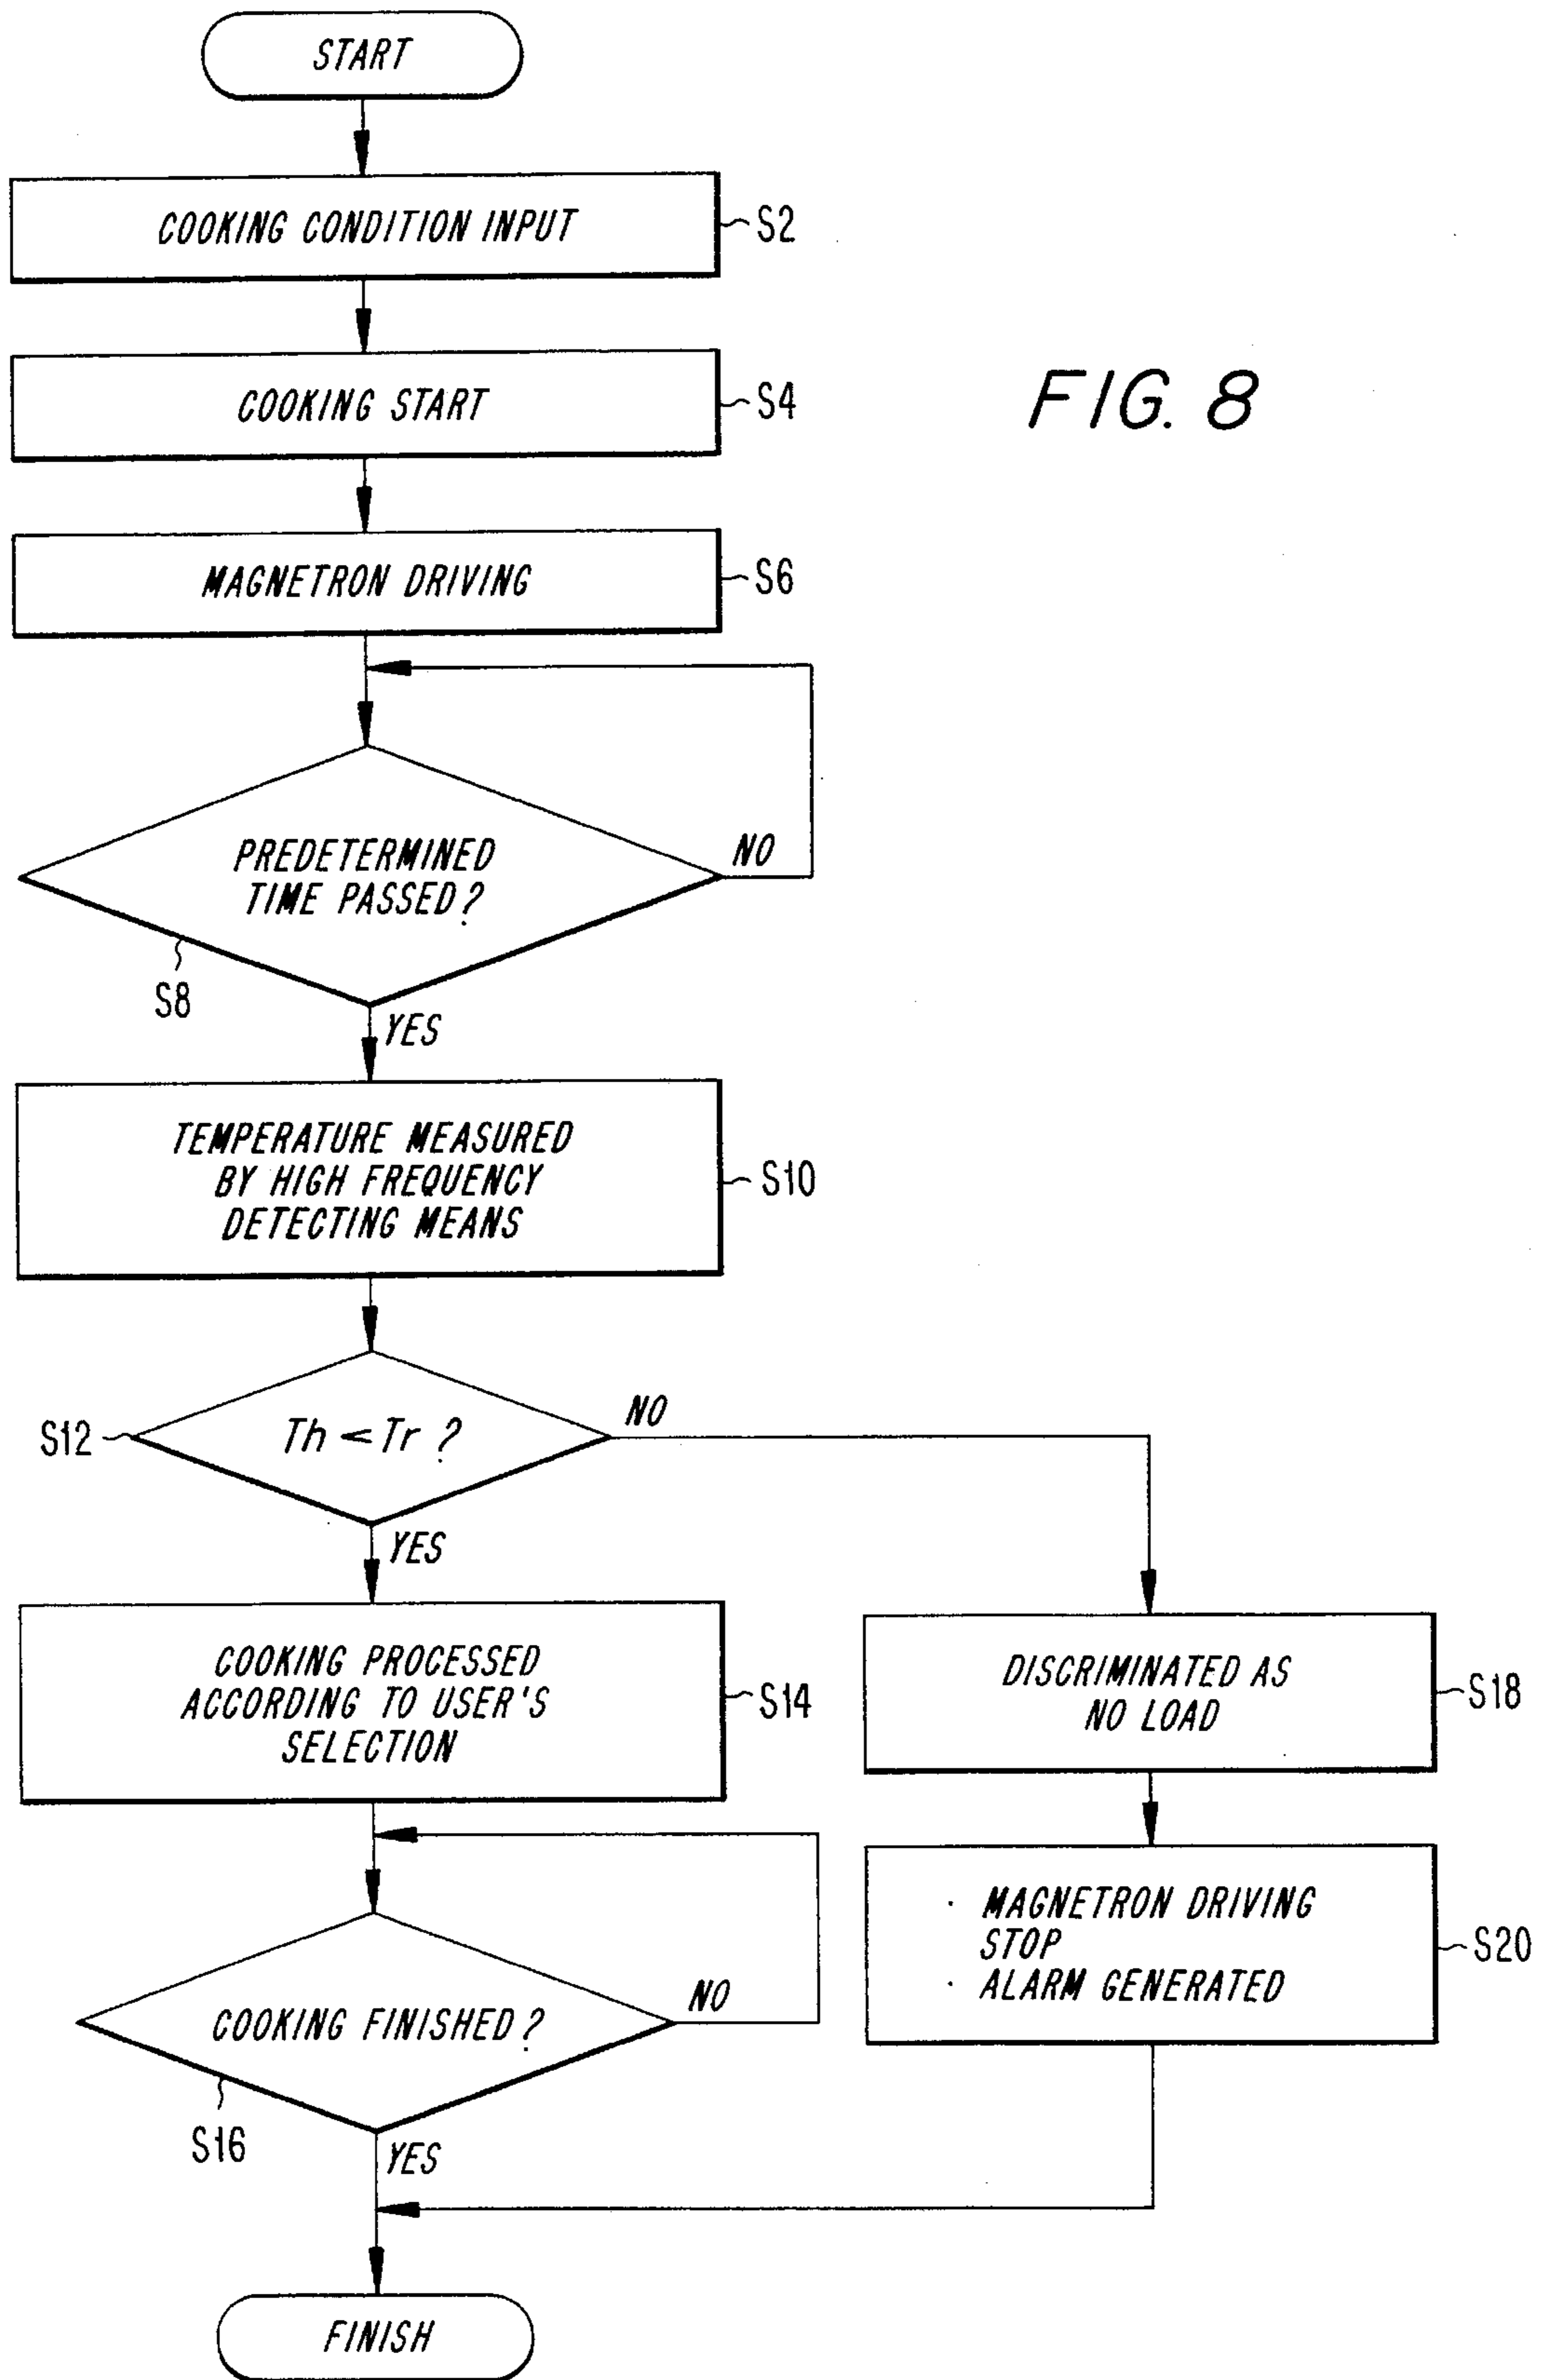 START
COOKING CONDITION INPUT
S2
COOKING START
S4
FIG. 8
MAGNETRON DRIVING
S6
PREDETERMINED
TIME PASSED?
NO
S8
YES
TEMPERATURE MEASURED
BY HIGH FREQUENCY
DETECTING MEANS
S10
S12
Th < Tr ?
NO
YES
COOKING PROCESSED
ACCORDING TO USER'S
SELECTION
S14
DISCRIMINATED AS
NO LOAD
S18
· MAGNETRON DRIVING
STOP
· ALARM GENERATED
S20
COOKING FINISHED?
NO
S16
YES
FINISH